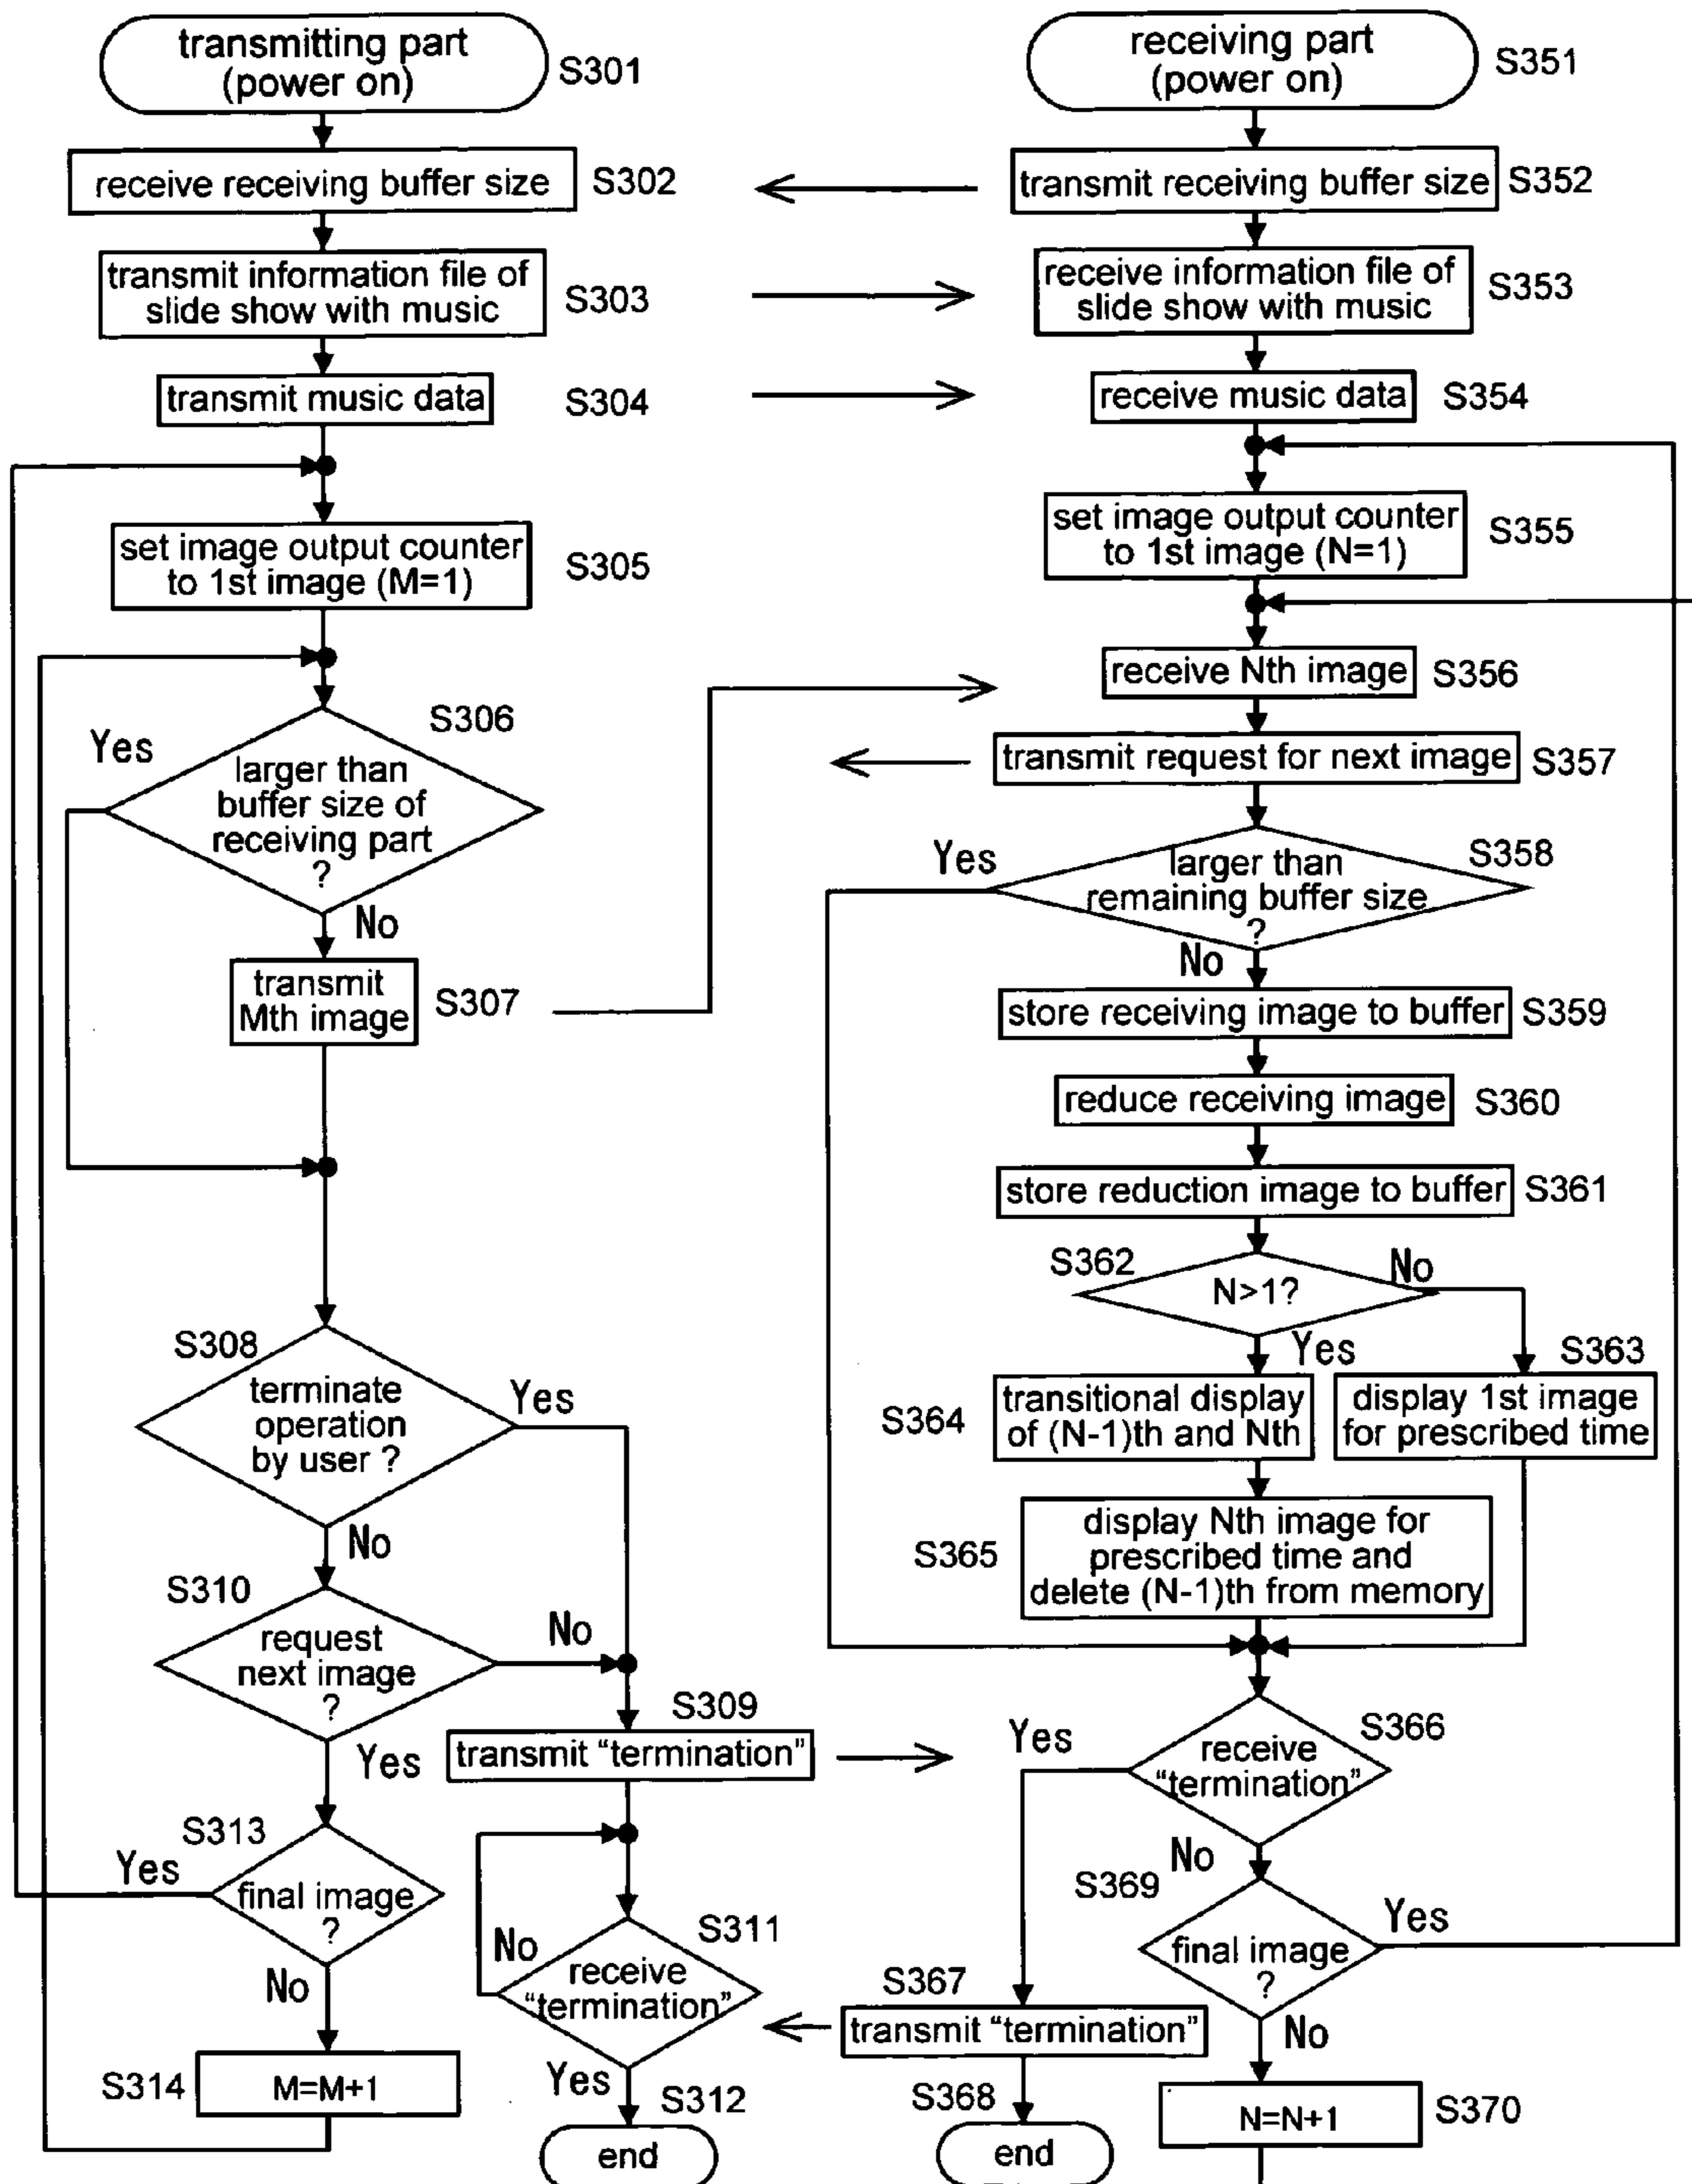 transmitting part
(power on)
S301
receive receiving buffer size
S302
transmit information file of
slide show with music
S303
transmit music data
S304
set image output counter
to 1st image (M=1)
S305
S306
Yes
larger than
buffer size of
receiving part
?
No
transmit
Mth image
S307
S308
terminate
operation
by user ?
Yes
No
S310
request
next image
?
No
Yes
S309
transmit “termination”
S313
Yes
final image
?
No
S311
No
receive
“termination”
Yes
S314
M=M+1
S312
end
receiving part
(power on)
S351
transmit receiving buffer size
S352
receive information file of
slide show with music
S353
receive music data
S354
set image output counter
to 1st image (N=1)
S355
receive Nth image
S356
transmit request for next image
S357
Yes
larger than
remaining buffer size
?
S358
No
store receiving image to buffer
S359
reduce receiving image
S360
store reduction image to buffer
S361
S362
N>1?
No
Yes
S363
display 1st image
for prescribed time
S364
transitional display
of (N-1)th and Nth
S365
display Nth image for
prescribed time and
delete (N-1)th from memory
Yes
receive
“termination”
S366
No
S369
final image
?
Yes
No
S367
transmit “termination”
S368
end
N=N+1
S370